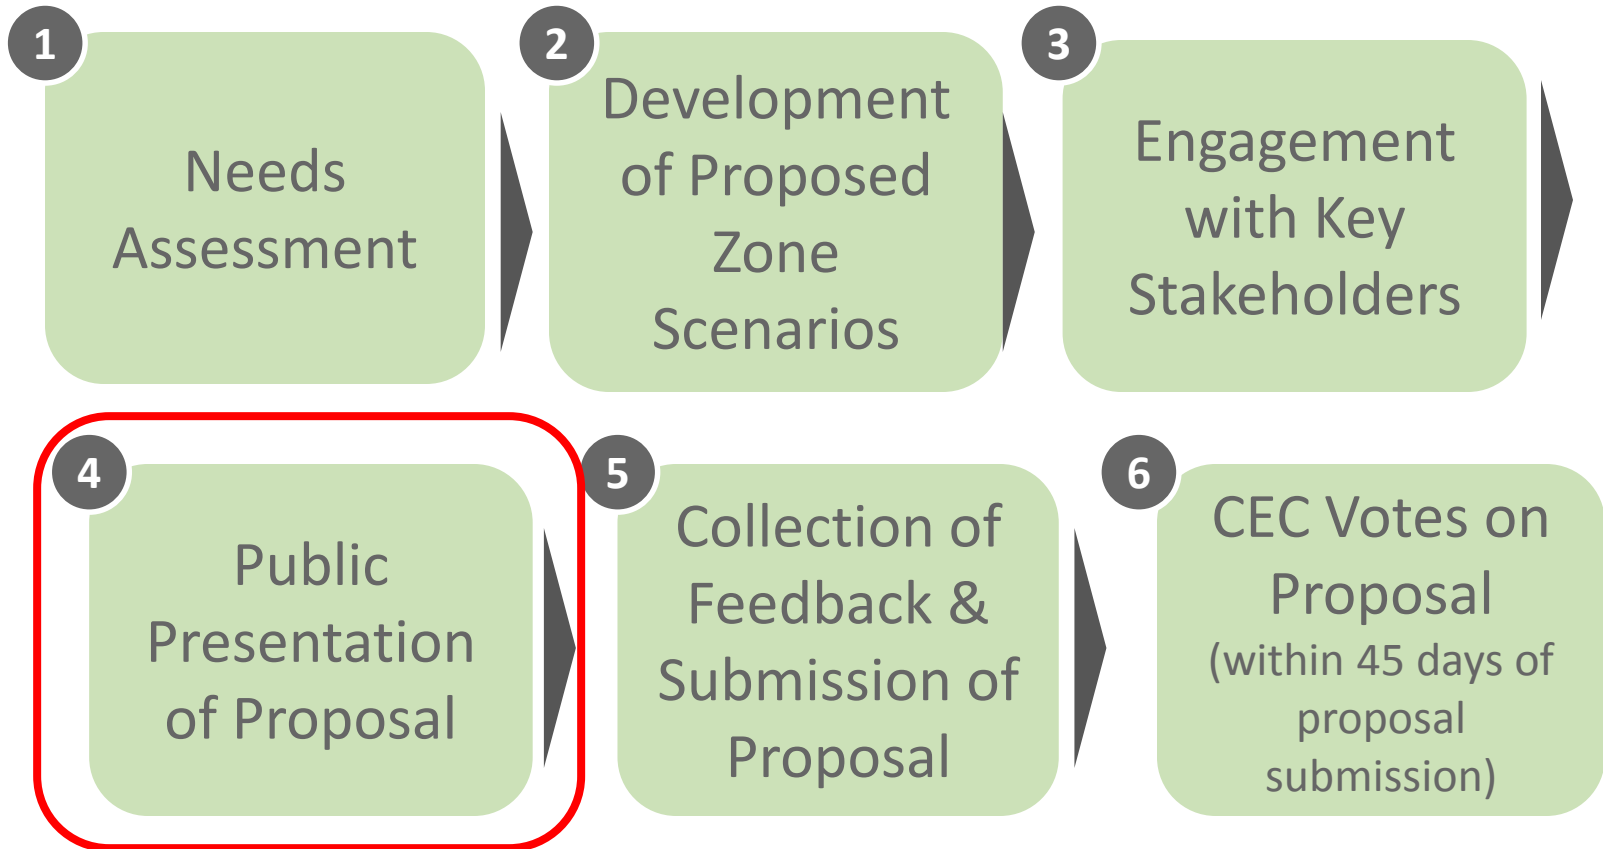 1
Needs
Assessment
2
Development
of Proposed
Zone
Scenarios
3
Engagement
with Key
Stakeholders
4
Public
Presentation
of Proposal
5
Collection of
Feedback &
Submission of
Proposal
6
CEC Votes on
Proposal
(within 45 days of
proposal
submission)